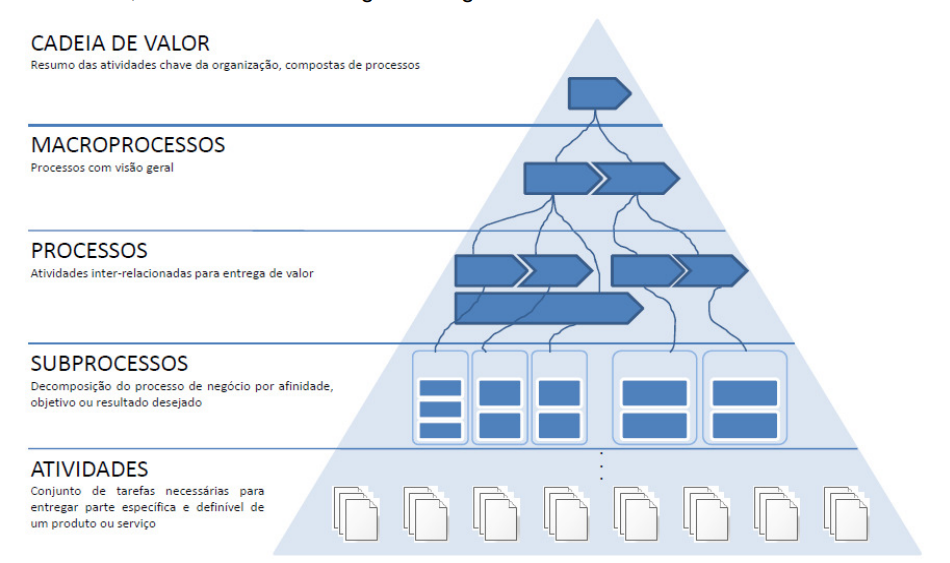 CADEIA DE VALOR
Resumo das atividades chave da organização, compostas de processos
MACROPROCESSOS
Processos com visão geral
PROCESSOS
Atividades inter-relacionadas para entrega de valor
SUBPROCESSOS
Decomposição do processo de negócio por afinidade,
objetivo ou resultado desejado
ATIVIDADES
Conjunto de tarefas necessárias para
entregar parte específica e definível de
um produto ou serviço